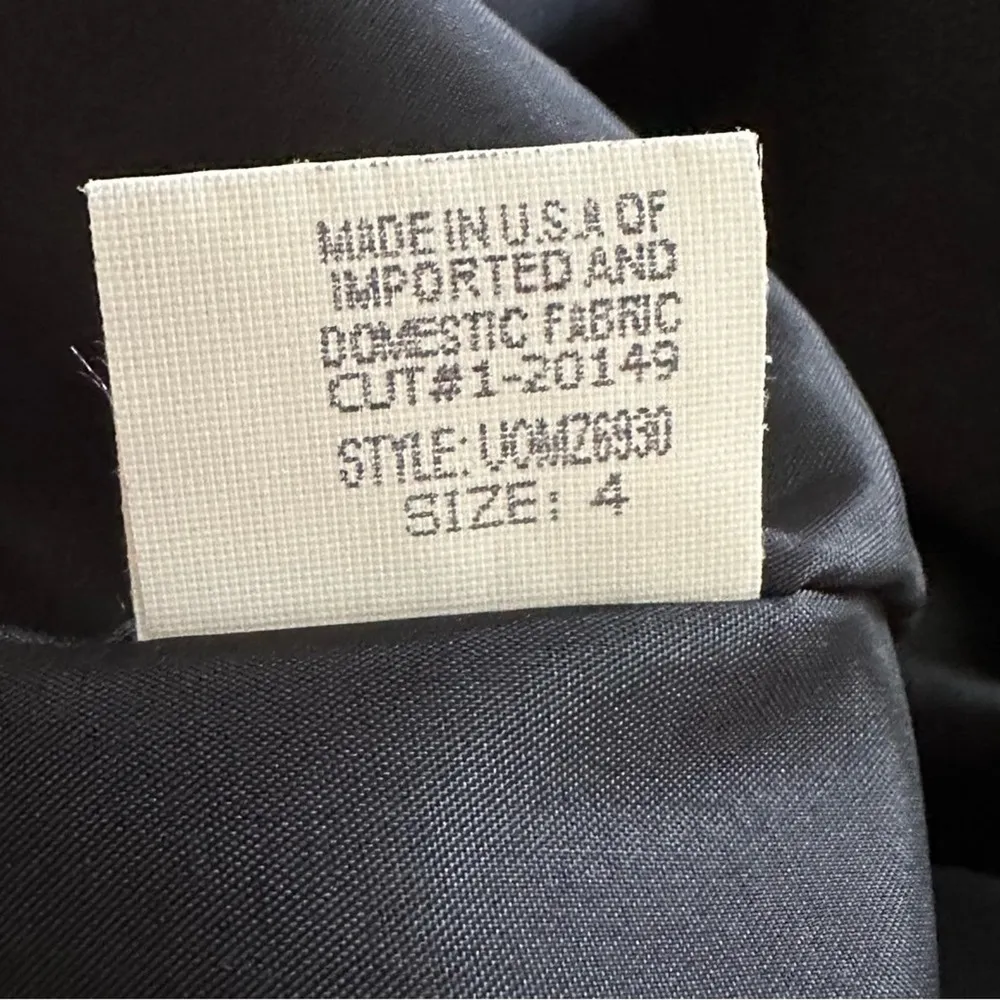 MADE IN U.S.A OF
IMPORTED AND
DOMESTIC FABRIC
CUT#1-20149
STYLE: UOMZ6930
SIZE: 4